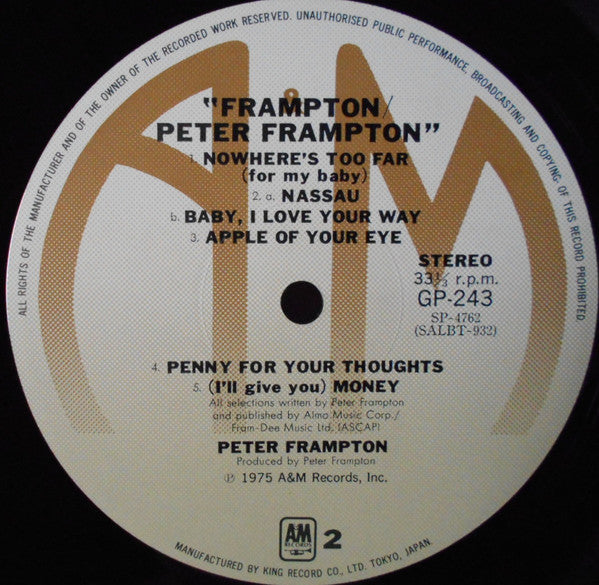 ALL RIGHTS OF THE MANUFACTURER AND OF THE OWNER OF THE RECORDED WORK RESERVED. UNAUTHORISED PUBLIC PERFORMANCE, BROADCASTING AND COPYING; OF THIS RECORD PROHIBITED.
A&M
"FRAMPTON/
PETER FRAMPTON"
1. NOWHERE'S TOO FAR
(for my baby)
2. a. NASSAU
b. BABY, I LOVE YOUR WAY
3. APPLE OF YOUR EYE
STEREO
33⅓ r.p.m.
GP-243
SP-4762
(SALBT-932)
4. PENNY FOR YOUR THOUGHTS
5. (I'll give you) MONEY
All selections written by Peter Frampton
and published by Almo Music Corp./
Fram-Dee Music Ltd. (ASCAP)
PETER FRAMPTON
Produced by Peter Frampton
℗ 1975 A&M Records, Inc.
A&M
RECORDS
2
MANUFACTURED BY KING RECORD CO., LTD. TOKYO, JAPAN.